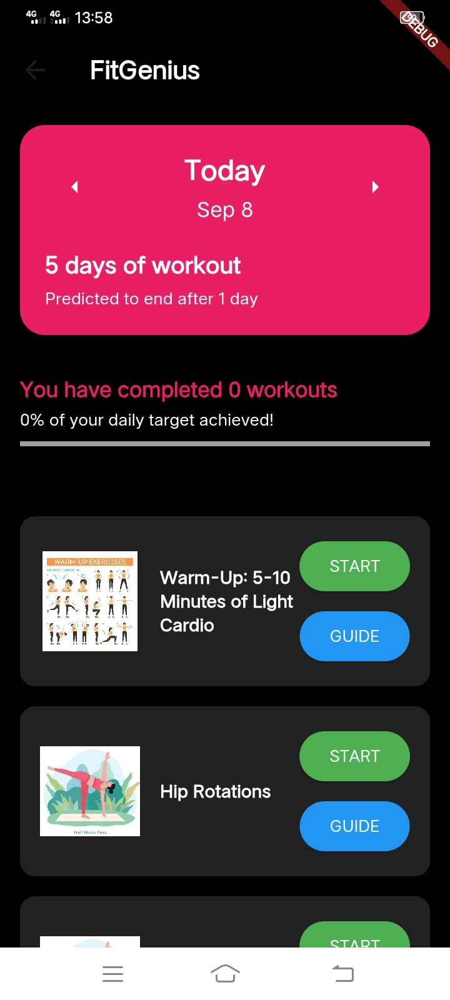 4G 4G 13:58
90
DEBUG
FitGenius
Today
Sep 8
5 days of workout
Predicted to end after 1 day
You have completed 0 workouts
0% of your daily target achieved!
WARM-UP EXERCISES
Warm-Up: 5-10
Minutes of Light
Cardio
START
GUIDE
Half Moon Pose
Hip Rotations
START
GUIDE
START